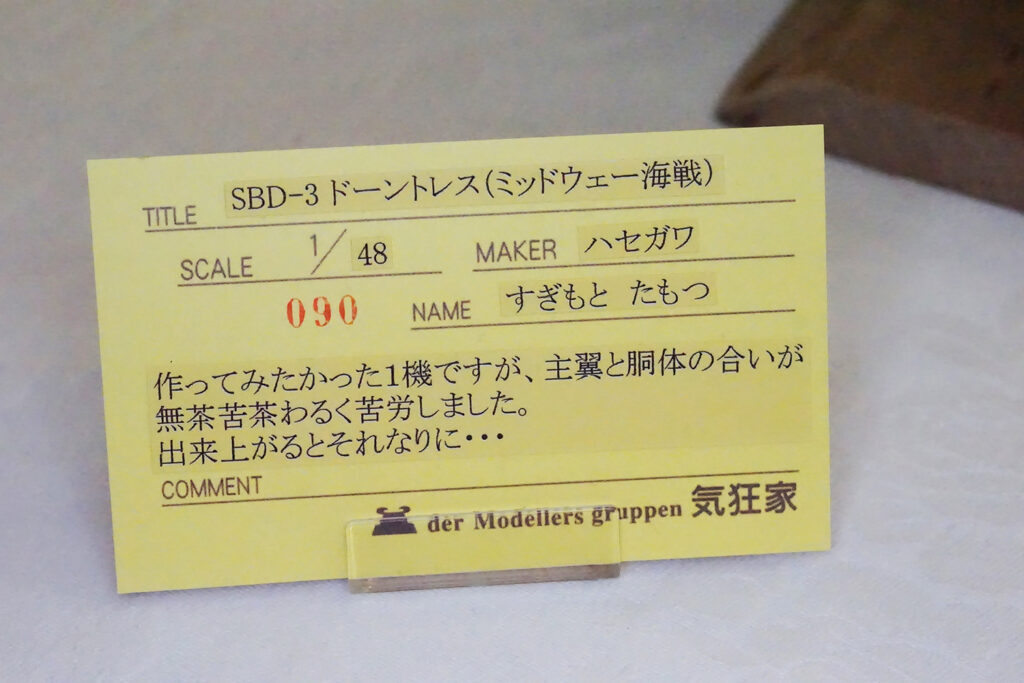 TITLE SBD-3 ドーントレス(ミッドウェー海戦)
SCALE 1/48 MAKER ハセガワ
090 NAME すぎもと たもつ
作ってみたかった1機ですが、主翼と胴体の合いが
無茶苦茶わるく苦労しました。
出来上がるとそれなりに・・・
COMMENT
der Modellers gruppen 気狂家